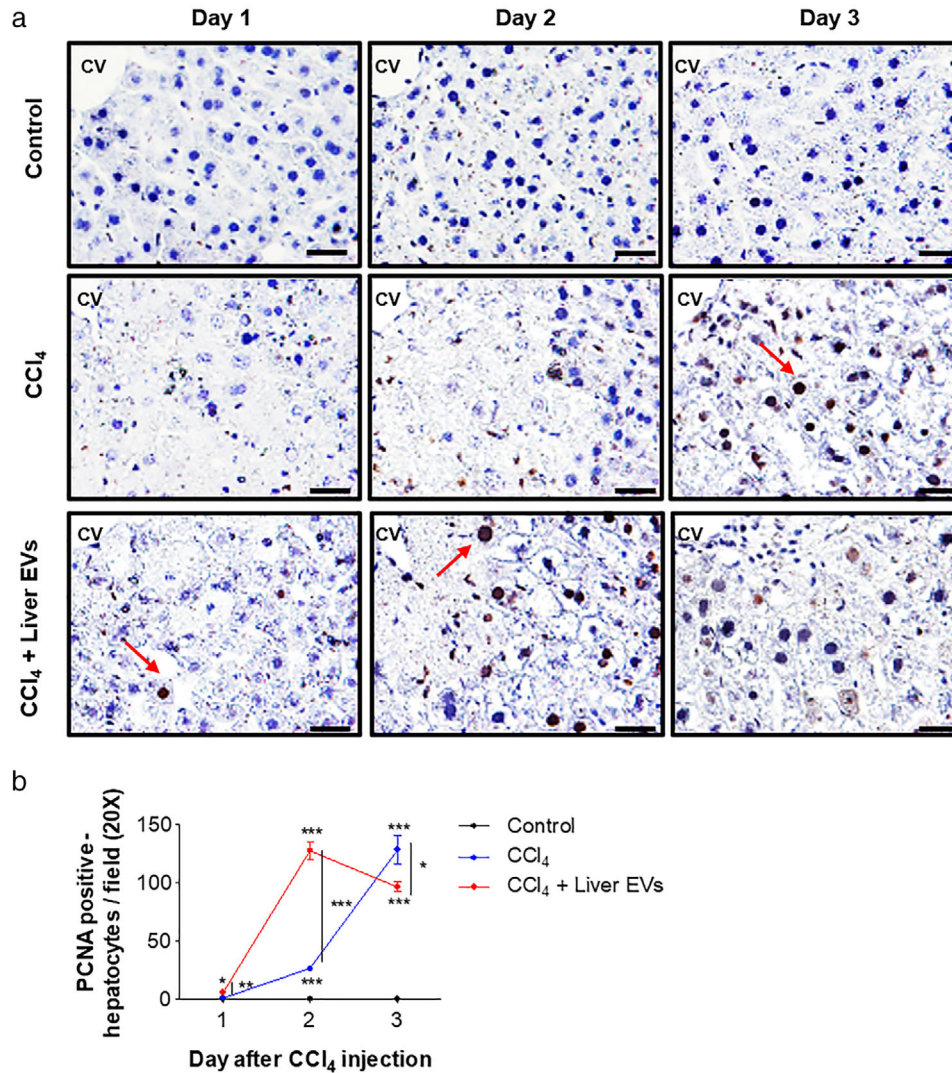 a
Day 1 Day 2 Day 3
Control
CV CV CV
CCl₄
CV CV CV
CCl₄ + Liver EVs
CV CV CV
b
PCNA positive-
hepatocytes / field (20X)
150
100
50
0
*** *** * *** *** * ** ***
1 2 3
Day after CCl₄ injection
Control
CCl₄
CCl₄ + Liver EVs